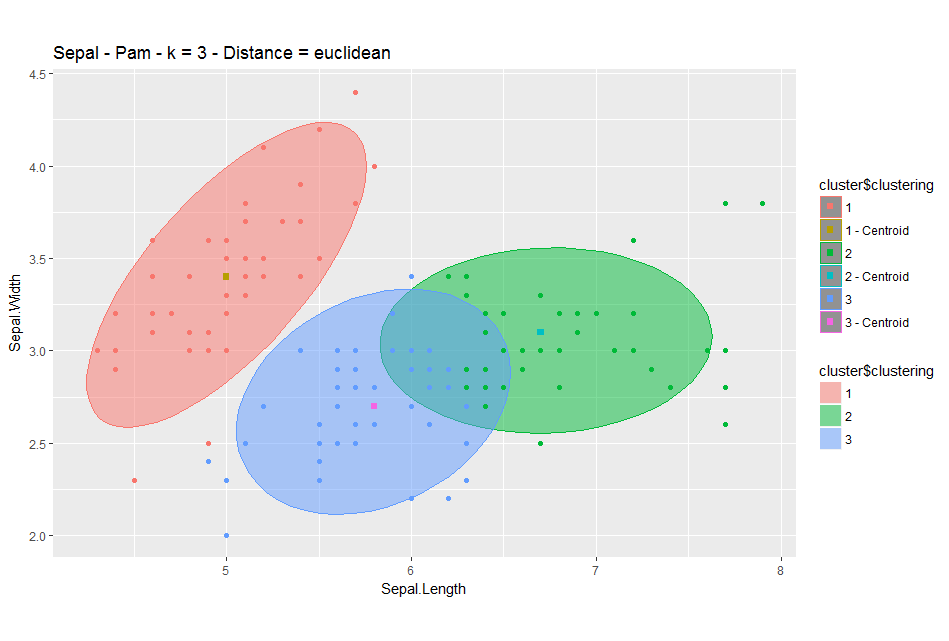 Sepal - Pam - k = 3 - Distance = euclidean
4.5
4.0
3.5
3.0
2.5
2.0
Sepal.Width
5
6
7
8
Sepal.Length
cluster$clustering
1
1 - Centroid
2
2 - Centroid
3
3 - Centroid
cluster$clustering
1
2
3